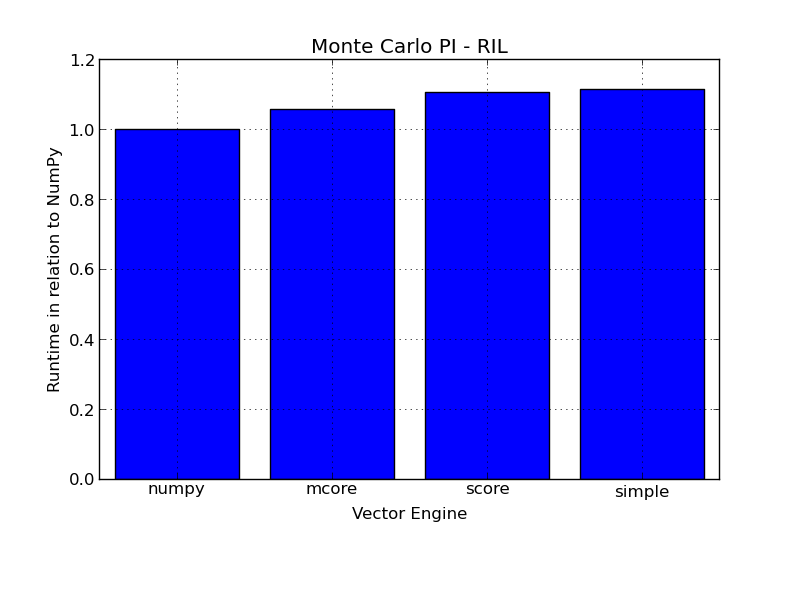 Monte Carlo PI - RIL
Runtime in relation to NumPy
1.2
1.0
0.8
0.6
0.4
0.2
0.0
numpy mcore score simple
Vector Engine